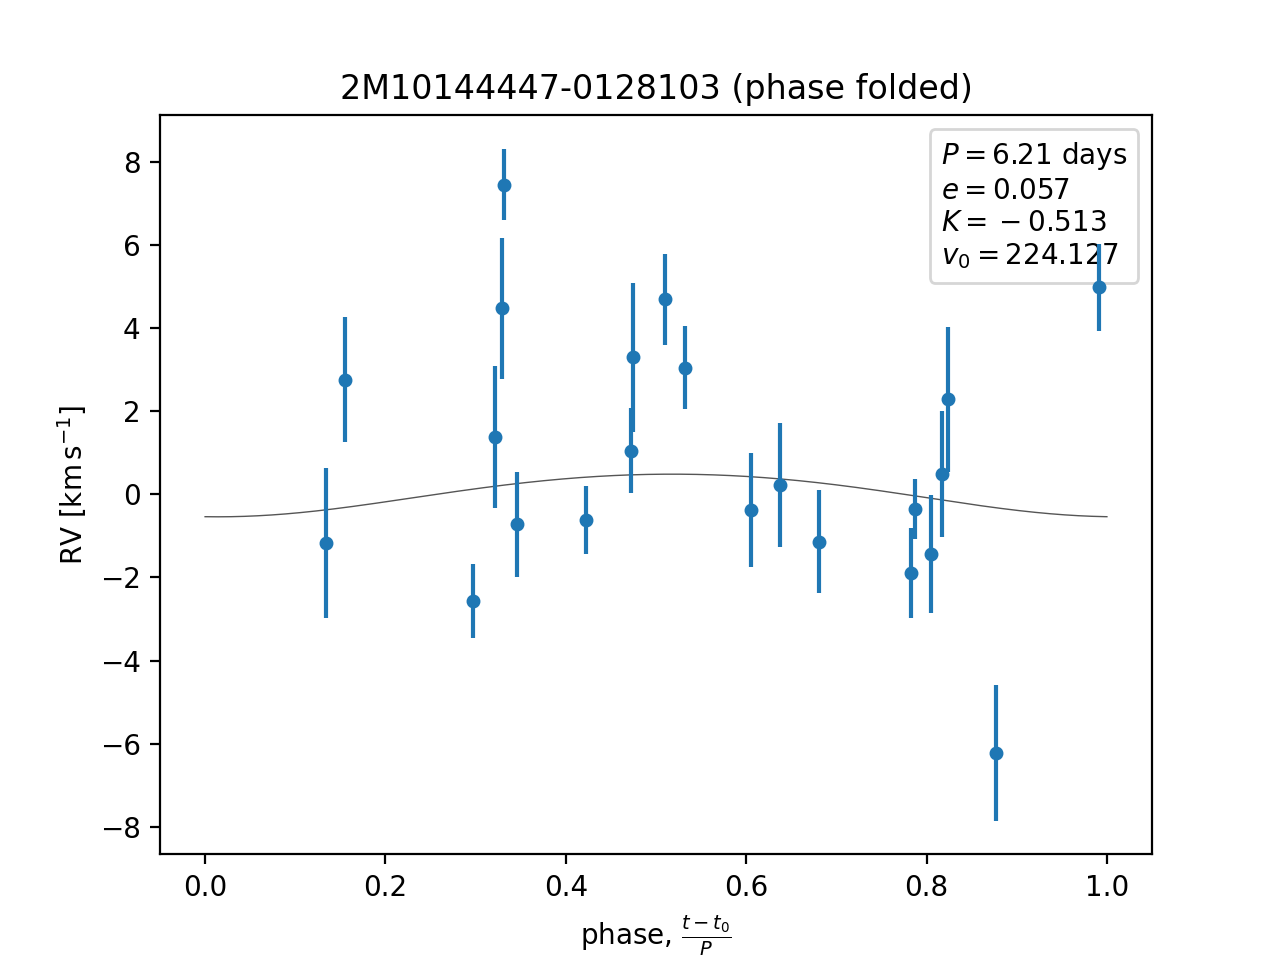 2M10144447-0128103 (phase folded)
P = 6.21 days
e = 0.057
K = −0.513
v₀ = 224.127
RV [km s⁻¹]
8
6
4
2
0
−2
−4
−6
−8
0.0 0.2 0.4 0.6 0.8 1.0
phase, (t − t₀)/P